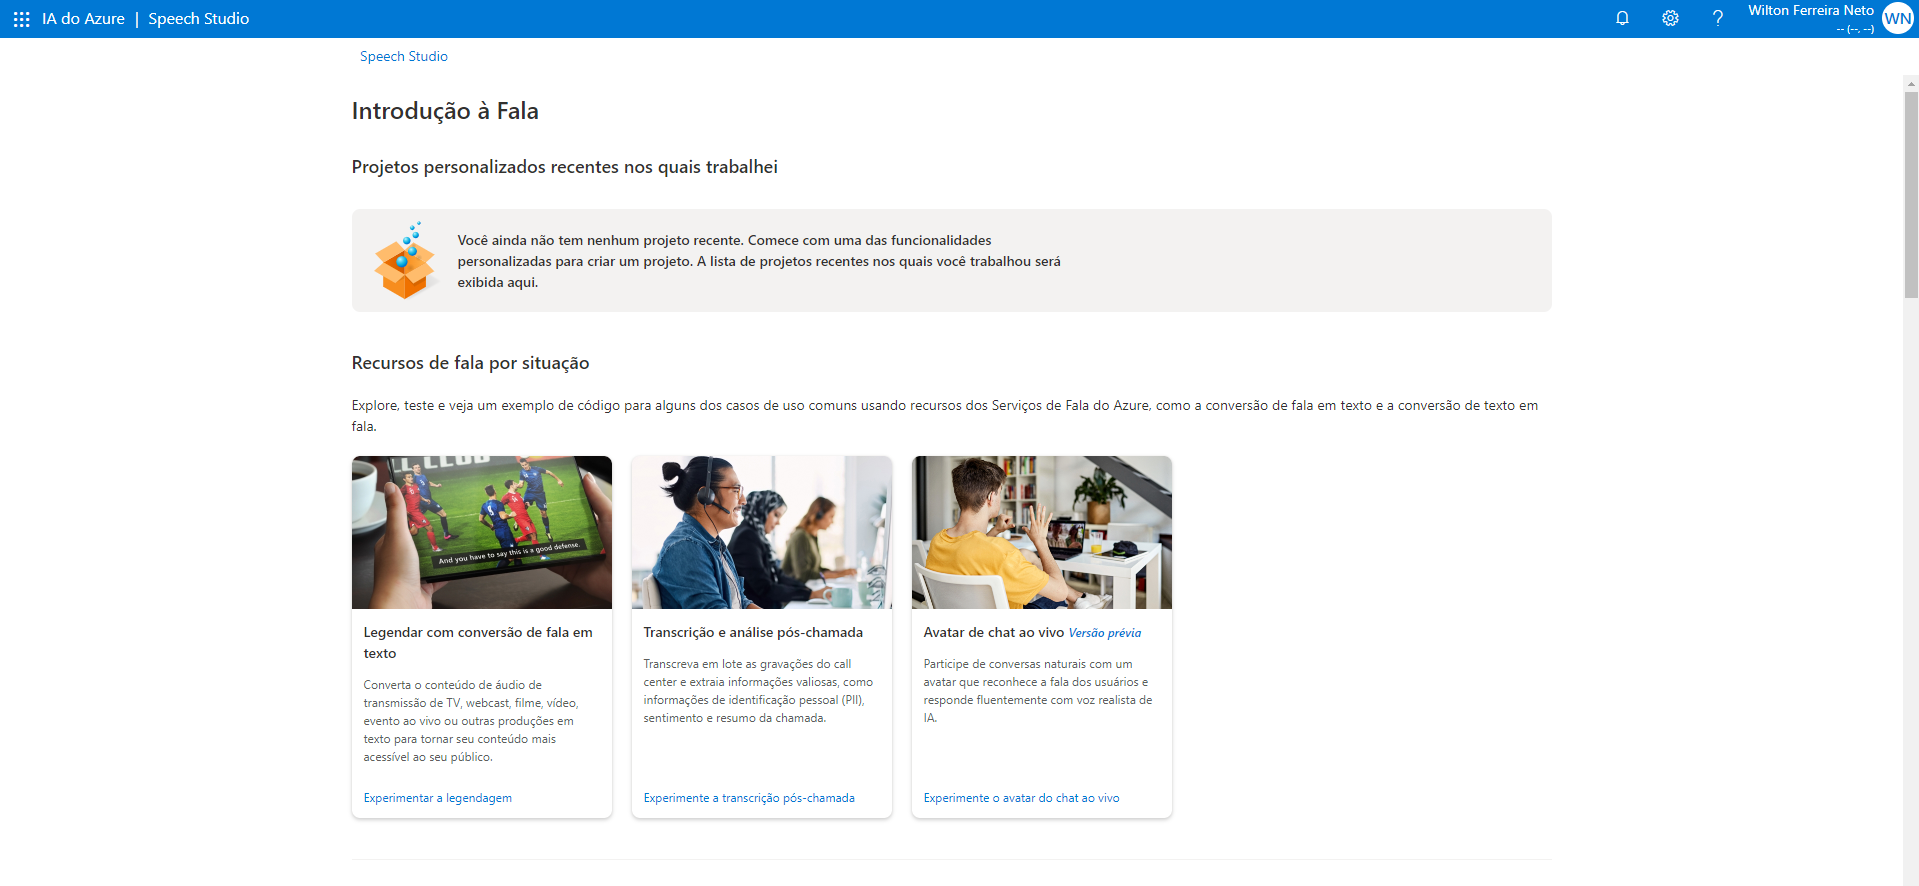 IA do Azure | Speech Studio
Wilton Ferreira Neto
-- (--, --)
WN
Speech Studio
Introdução à Fala
Projetos personalizados recentes nos quais trabalhei
Você ainda não tem nenhum projeto recente. Comece com uma das funcionalidades
personalizadas para criar um projeto. A lista de projetos recentes nos quais você trabalhou será
exibida aqui.
Recursos de fala por situação
Explore, teste e veja um exemplo de código para alguns dos casos de uso comuns usando recursos dos Serviços de Fala do Azure, como a conversão de fala em texto e a conversão de texto em
fala.
And you have to say this is a good defense.
Legendar com conversão de fala em
texto
Converta o conteúdo de áudio de
transmissão de TV, webcast, filme, vídeo,
evento ao vivo ou outras produções em
texto para tornar seu conteúdo mais
acessível ao seu público.
Experimentar a legendagem
Transcrição e análise pós-chamada
Transcreva em lote as gravações do call
center e extraia informações valiosas, como
informações de identificação pessoal (PII),
sentimento e resumo da chamada.
Experimente a transcrição pós-chamada
Avatar de chat ao vivo Versão prévia
Participe de conversas naturais com um
avatar que reconhece a fala dos usuários e
responde fluentemente com voz realista de
IA.
Experimente o avatar do chat ao vivo